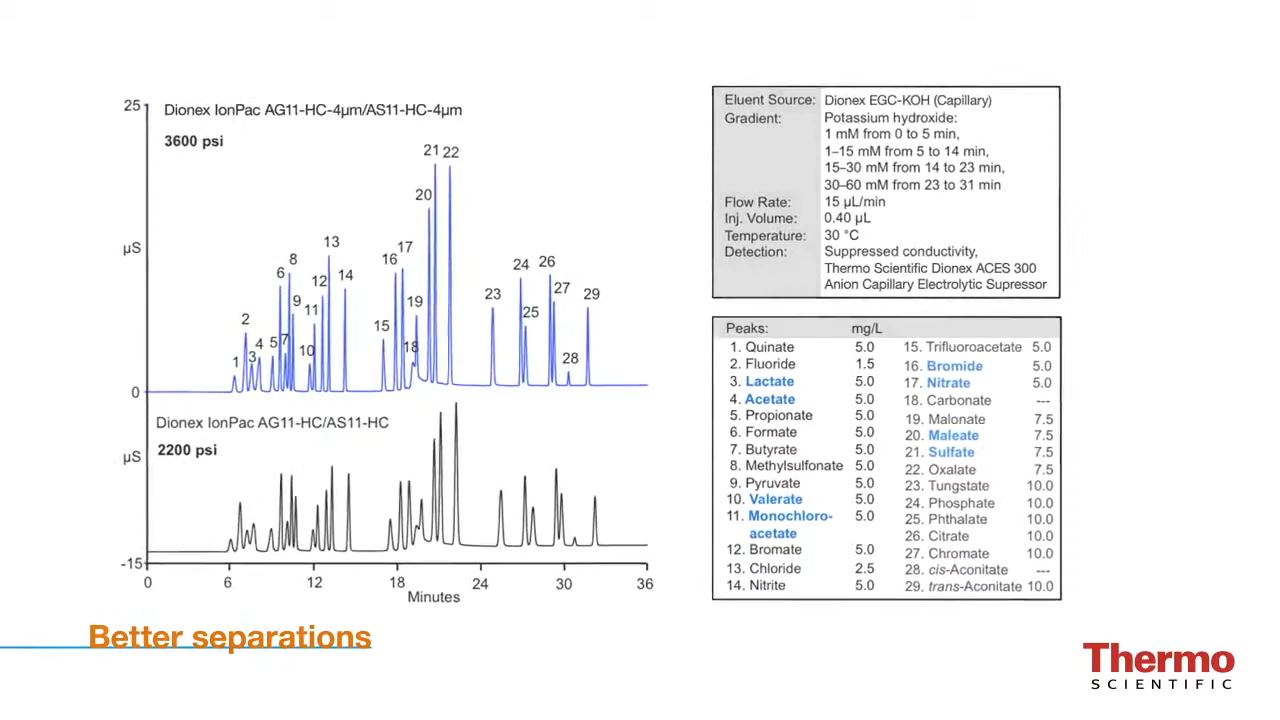 25
Dionex IonPac AG11-HC-4µm/AS11-HC-4µm
3600 psi
µS
0
1
2
3
4
5
6
7
8
9
10
11
12
13
14
15
16
17
18
19
20
21
22
23
24
25
26
27
28
29
Dionex IonPac AG11-HC/AS11-HC
2200 psi
µS
-15
0 6 12 18 24 30 36
Minutes
Eluent Source: Dionex EGC-KOH (Capillary)
Gradient: Potassium hydroxide:
1 mM from 0 to 5 min,
1–15 mM from 5 to 14 min,
15–30 mM from 14 to 23 min,
30–60 mM from 23 to 31 min
Flow Rate: 15 µL/min
Inj. Volume: 0.40 µL
Temperature: 30 °C
Detection: Suppressed conductivity,
Thermo Scientific Dionex ACES 300
Anion Capillary Electrolytic Supressor
Peaks: mg/L
1. Quinate 5.0
2. Fluoride 1.5
3. Lactate 5.0
4. Acetate 5.0
5. Propionate 5.0
6. Formate 5.0
7. Butyrate 5.0
8. Methylsulfonate 5.0
9. Pyruvate 5.0
10. Valerate 5.0
11. Monochloro- 5.0
acetate
12. Bromate 5.0
13. Chloride 2.5
14. Nitrite 5.0
15. Trifluroacetate 5.0
16. Bromide 5.0
17. Nitrate 5.0
18. Carbonate ---
19. Malonate 7.5
20. Maleate 7.5
21. Sulfate 7.5
22. Oxalate 7.5
23. Tungstate 10.0
24. Phosphate 10.0
25. Phthalate 10.0
26. Citrate 10.0
27. Chromate 10.0
28. cis-Aconitate ---
29. trans-Aconitate 10.0
Better separations
Thermo
SCIENTIFIC